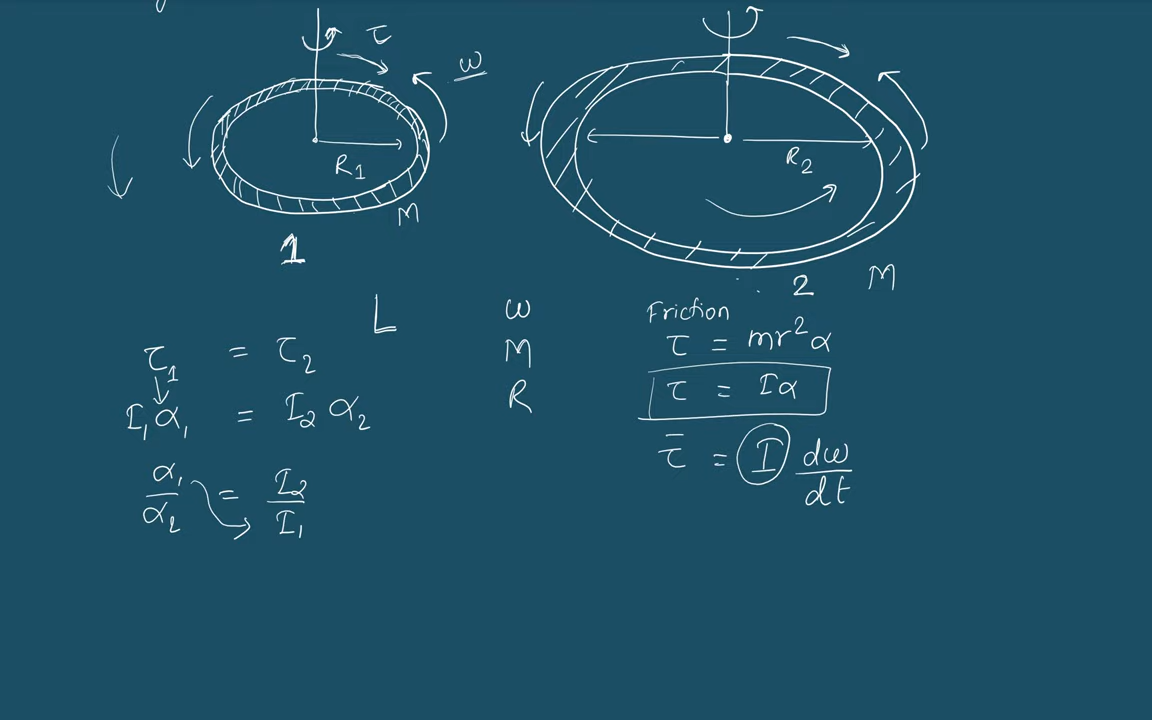 τ
ω
R₁
M
1
R₂
2
M
L
ω
M
R
Friction
τ = mr²α
τ = Iα
τ̄ = I dω/dt
τ₁ = τ₂
I₁α₁ = I₂α₂
α₁/α₂ = I₂/I₁